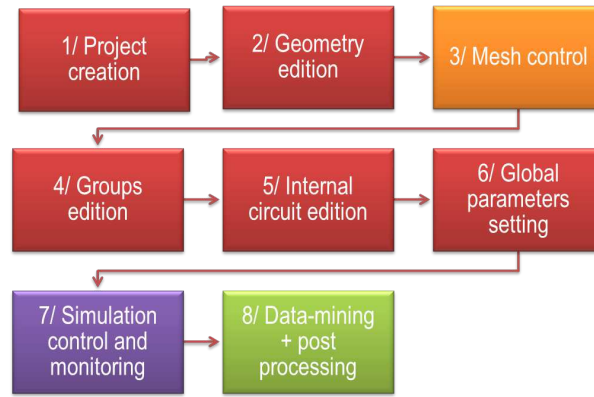 1/ Project
creation
2/ Geometry
edition
3/ Mesh control
4/ Groups
edition
5/ Internal
circuit edition
6/ Global
parameters
setting
7/ Simulation
control and
monitoring
8/ Data-mining
+ post
processing